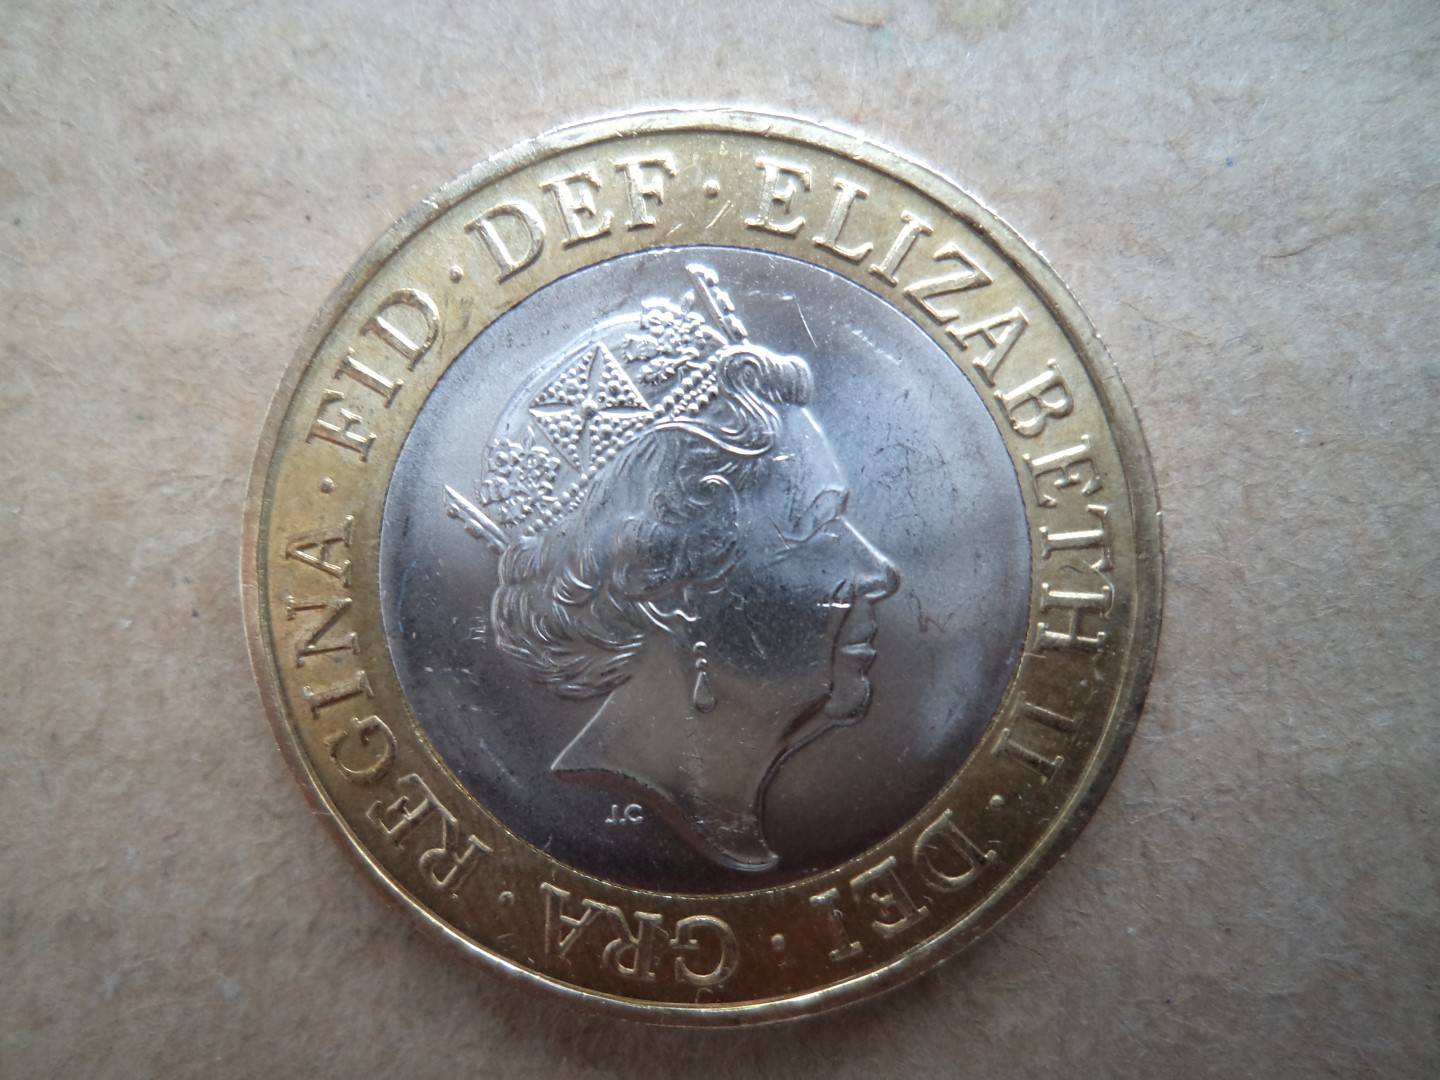 ELIZABETH II · DEI · GRA · REGINA · FID · DEF ·
J.C